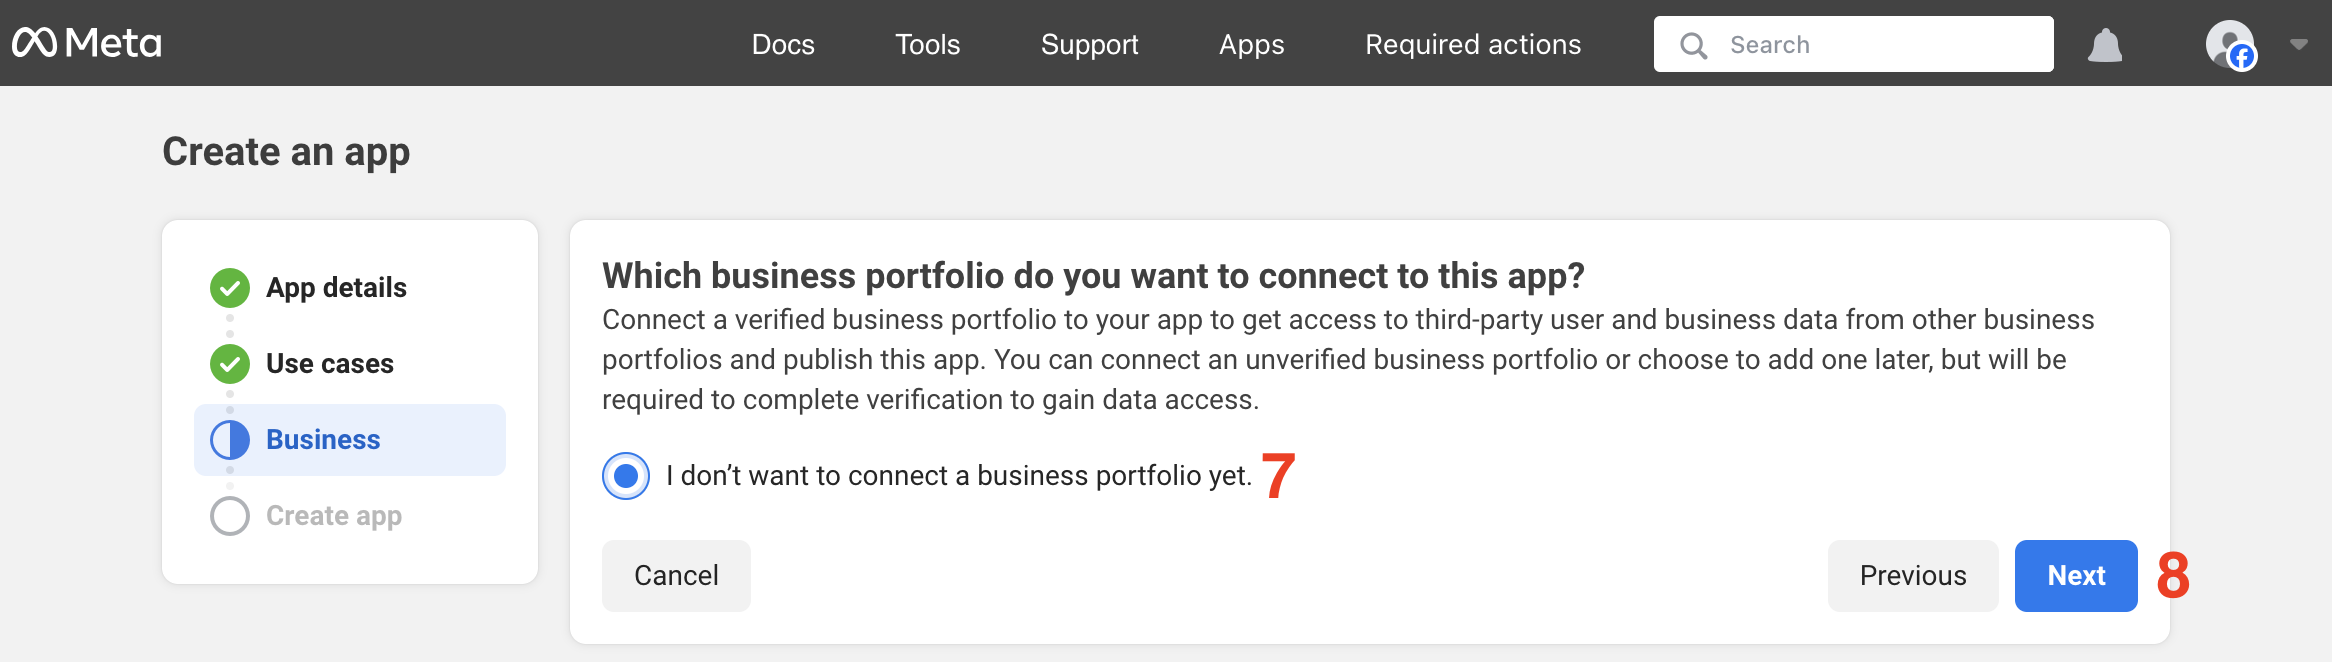 Meta
Docs Tools Support Apps Required actions Search
Create an app
App details
Use cases
Business
Create app
Which business portfolio do you want to connect to this app?
Connect a verified business portfolio to your app to get access to third-party user and business data from other business
portfolios and publish this app. You can connect an unverified business portfolio or choose to add one later, but will be
required to complete verification to gain data access.
I don’t want to connect a business portfolio yet. 7
Cancel Previous Next 8